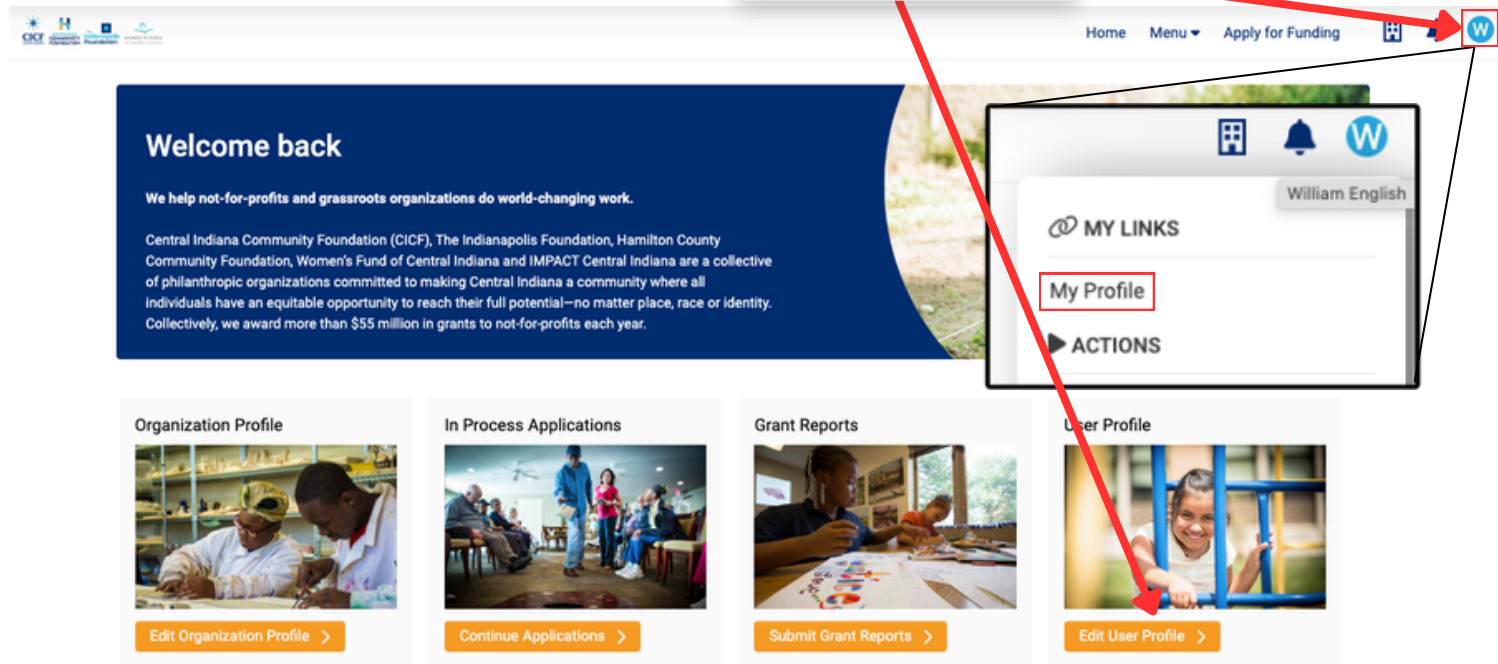 CICF
Home Menu Apply for Funding
W
Welcome back
We help not-for-profits and grassroots organizations do world-changing work.
Central Indiana Community Foundation (CICF), The Indianapolis Foundation, Hamilton County
Community Foundation, Women's Fund of Central Indiana and IMPACT Central Indiana are a collective
of philanthropic organizations committed to making Central Indiana a community where all
individuals have an equitable opportunity to reach their full potential—no matter place, race or identity.
Collectively, we award more than $55 million in grants to not-for-profits each year.
W
William English
MY LINKS
My Profile
ACTIONS
Organization Profile
Edit Organization Profile
In Process Applications
Continue Applications
Grant Reports
Submit Grant Reports
User Profile
Edit User Profile